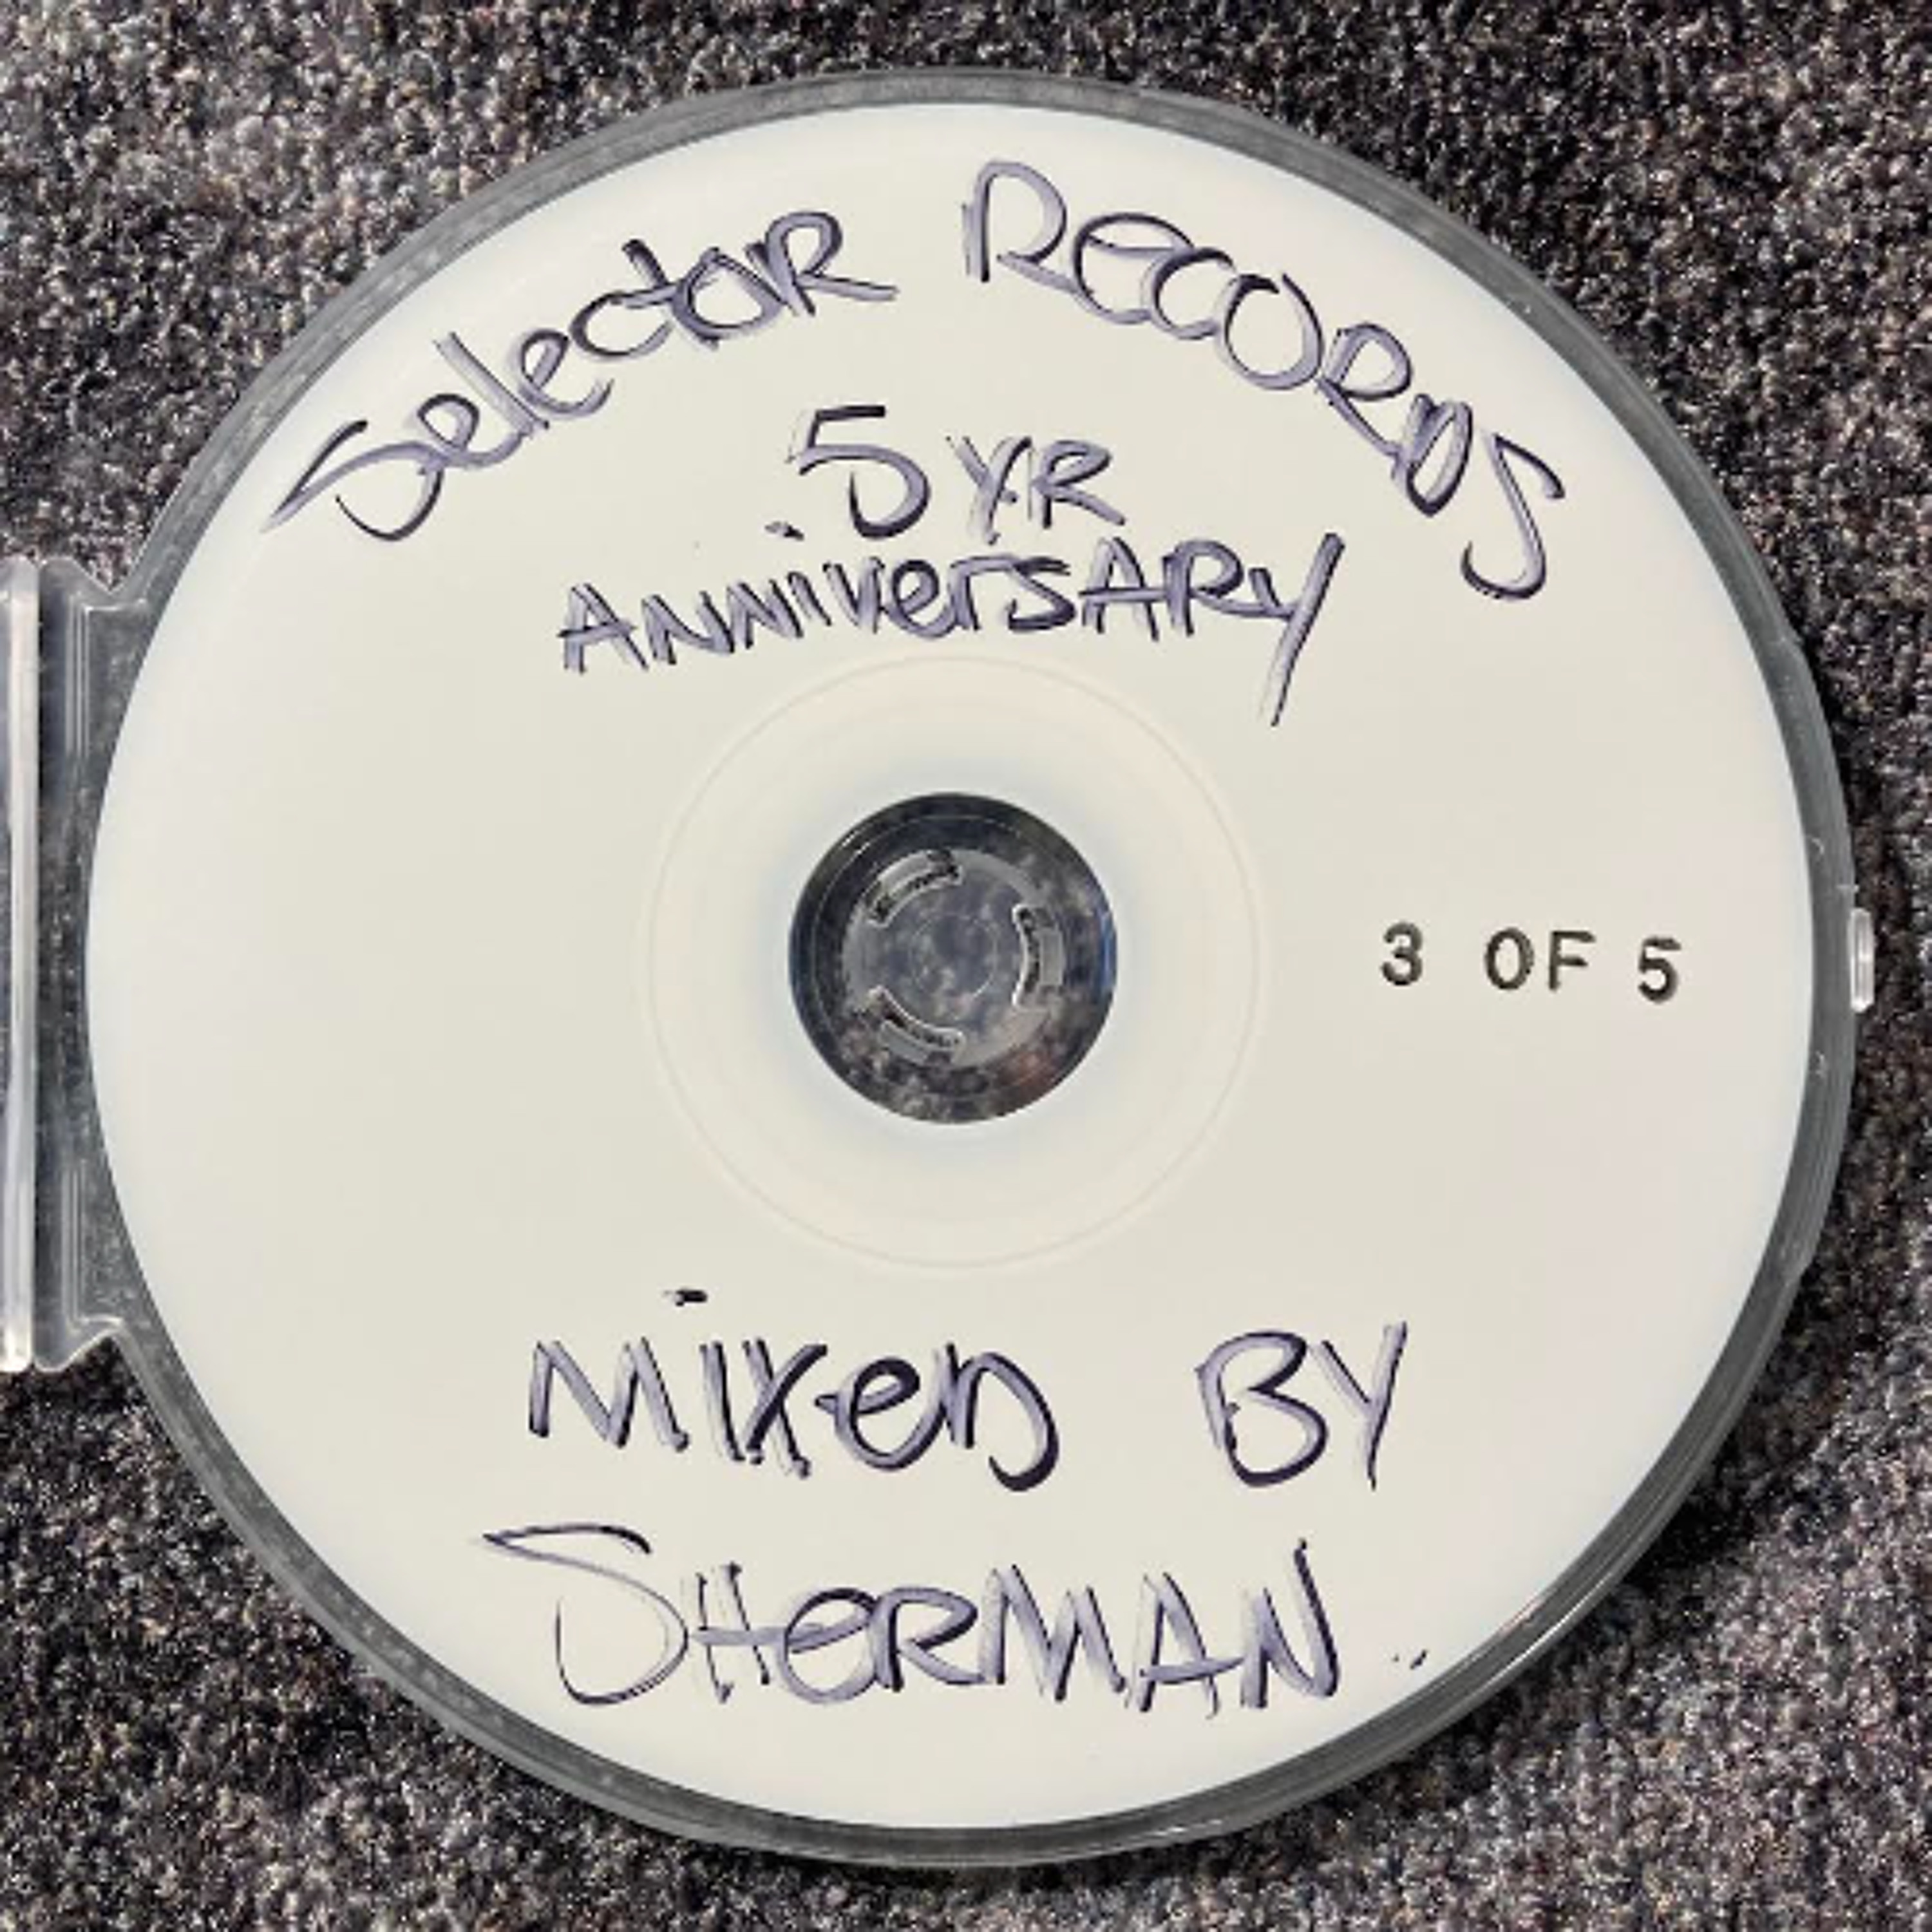 Selector RECORDS
5 YR
ANNiversARY
3 OF 5
MiXeD BY
SHerMAN.